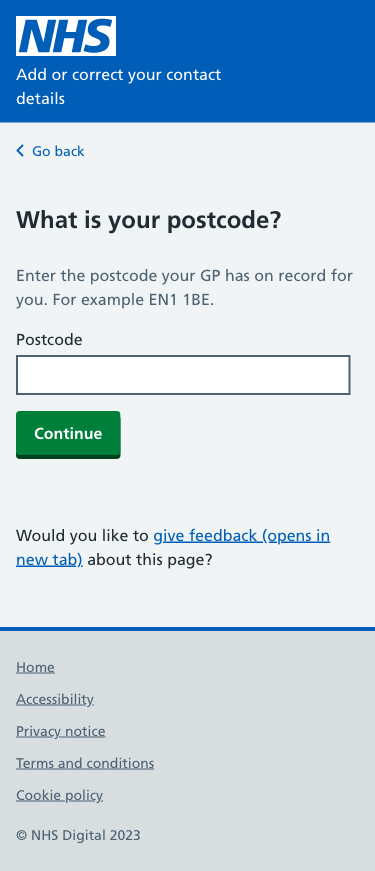 NHS
Add or correct your contact
details
Go back
What is your postcode?
Enter the postcode your GP has on record for
you. For example EN1 1BE.
Postcode
Continue
Would you like to give feedback (opens in
new tab) about this page?
Home
Accessibility
Privacy notice
Terms and conditions
Cookie policy
© NHS Digital 2023